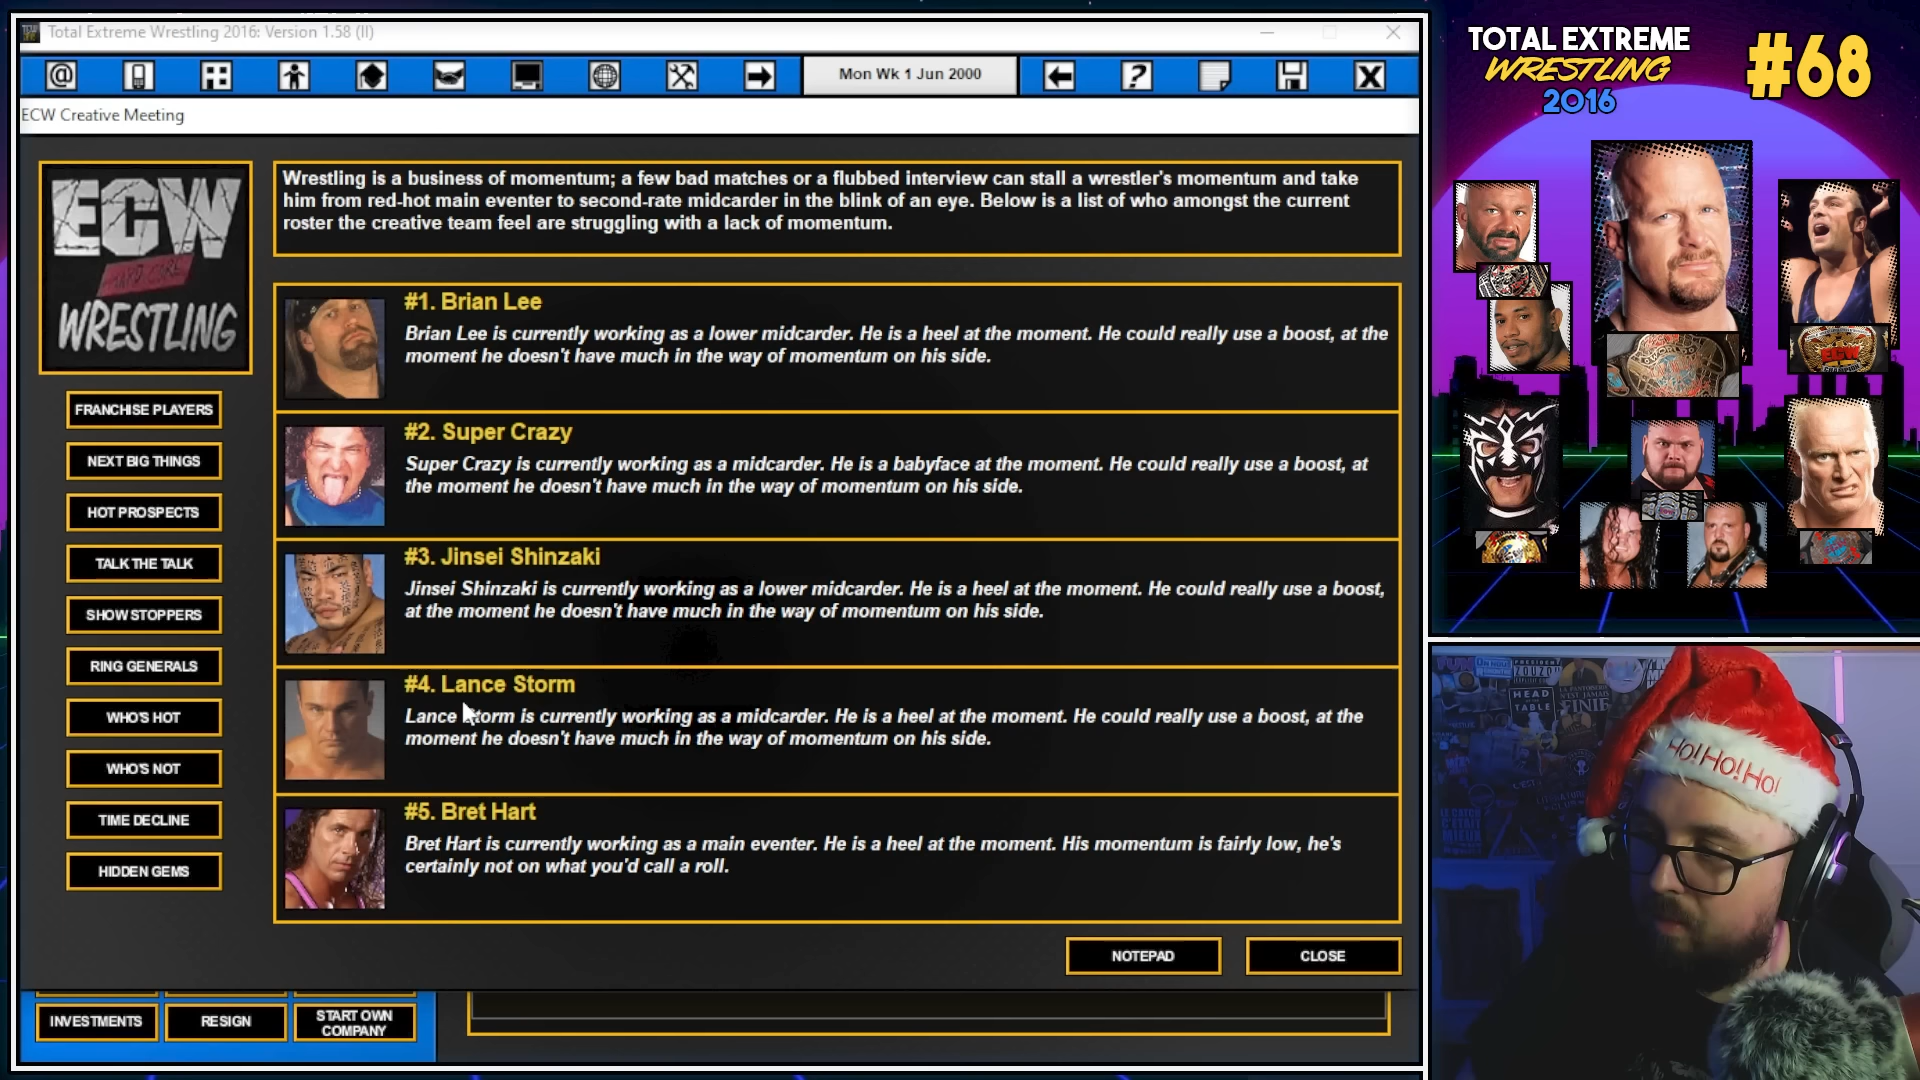 Total Extreme Wrestling 2016: Version 1.58 (II)
Mon Wk 1 Jun 2000
ECW Creative Meeting
ECW
HARDCORE
WRESTLING
Wrestling is a business of momentum; a few bad matches or a flubbed interview can stall a wrestler's momentum and take
him from red-hot main eventer to second-rate midcarder in the blink of an eye. Below is a list of who amongst the current
roster the creative team feel are struggling with a lack of momentum.
FRANCHISE PLAYERS
NEXT BIG THINGS
HOT PROSPECTS
TALK THE TALK
SHOW STOPPERS
RING GENERALS
WHO'S HOT
WHO'S NOT
TIME DECLINE
HIDDEN GEMS
#1. Brian Lee
Brian Lee is currently working as a lower midcarder. He is a heel at the moment. He could really use a boost, at the
moment he doesn't have much in the way of momentum on his side.
#2. Super Crazy
Super Crazy is currently working as a midcarder. He is a babyface at the moment. He could really use a boost, at
the moment he doesn't have much in the way of momentum on his side.
#3. Jinsei Shinzaki
Jinsei Shinzaki is currently working as a lower midcarder. He is a heel at the moment. He could really use a boost,
at the moment he doesn't have much in the way of momentum on his side.
#4. Lance Storm
Lance Storm is currently working as a midcarder. He is a heel at the moment. He could really use a boost, at the
moment he doesn't have much in the way of momentum on his side.
#5. Bret Hart
Bret Hart is currently working as a main eventer. He is a heel at the moment. His momentum is fairly low, he's
certainly not on what you'd call a roll.
NOTEPAD
CLOSE
INVESTMENTS
RESIGN
START OWN
COMPANY
TOTAL EXTREME
WRESTLING
2016
#68
ECW
HEAD
TABLE
HO! HO! HO!